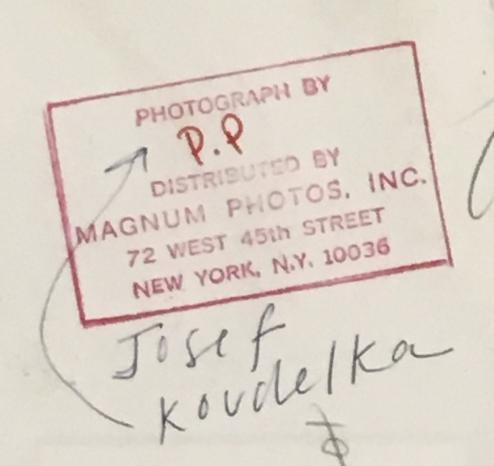 PHOTOGRAPH BY
P.P
DISTRIBUTED BY
MAGNUM PHOTOS, INC.
72 WEST 45th STREET
NEW YORK, N.Y. 10036
Josef
Koudelka